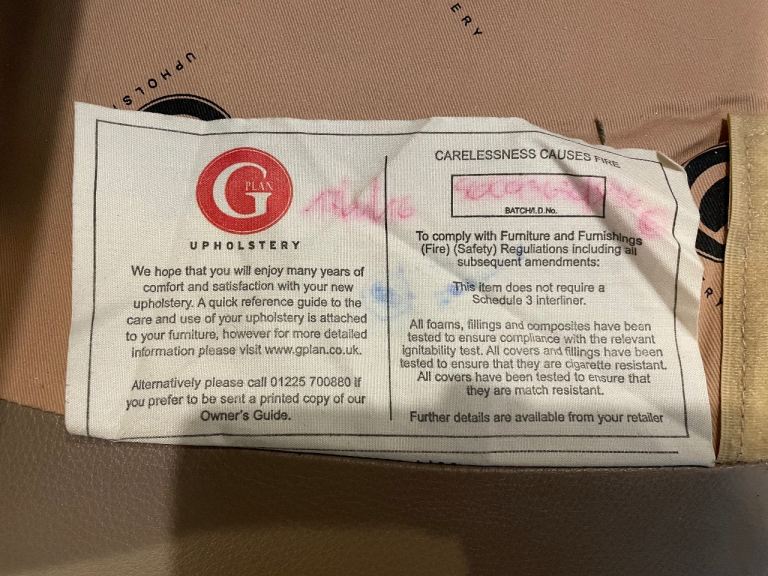 ERY
UPHOLS
G PLAN
UPHOLSTERY
We hope that you will enjoy many years of
comfort and satisfaction with your new
upholstery. A quick reference guide to the
care and use of your upholstery is attached
to your furniture, however for more detailed
information please visit www.gplan.co.uk.
Alternatively please call 01225 700880 if
you prefer to be sent a printed copy of our
Owner's Guide.
CARELESSNESS CAUSES FIRE
BATCH/I.D.No.
To comply with Furniture and Furnishings
(Fire) (Safety) Regulations including all
subsequent amendments:
This item does not require a
Schedule 3 interliner.
All foams, fillings and composites have been
tested to ensure compliance with the relevant
ignitability test. All covers and fillings have been
tested to ensure that they are cigarette resistant.
All covers have been tested to ensure that
they are match resistant.
Further details are available from your retailer
RY